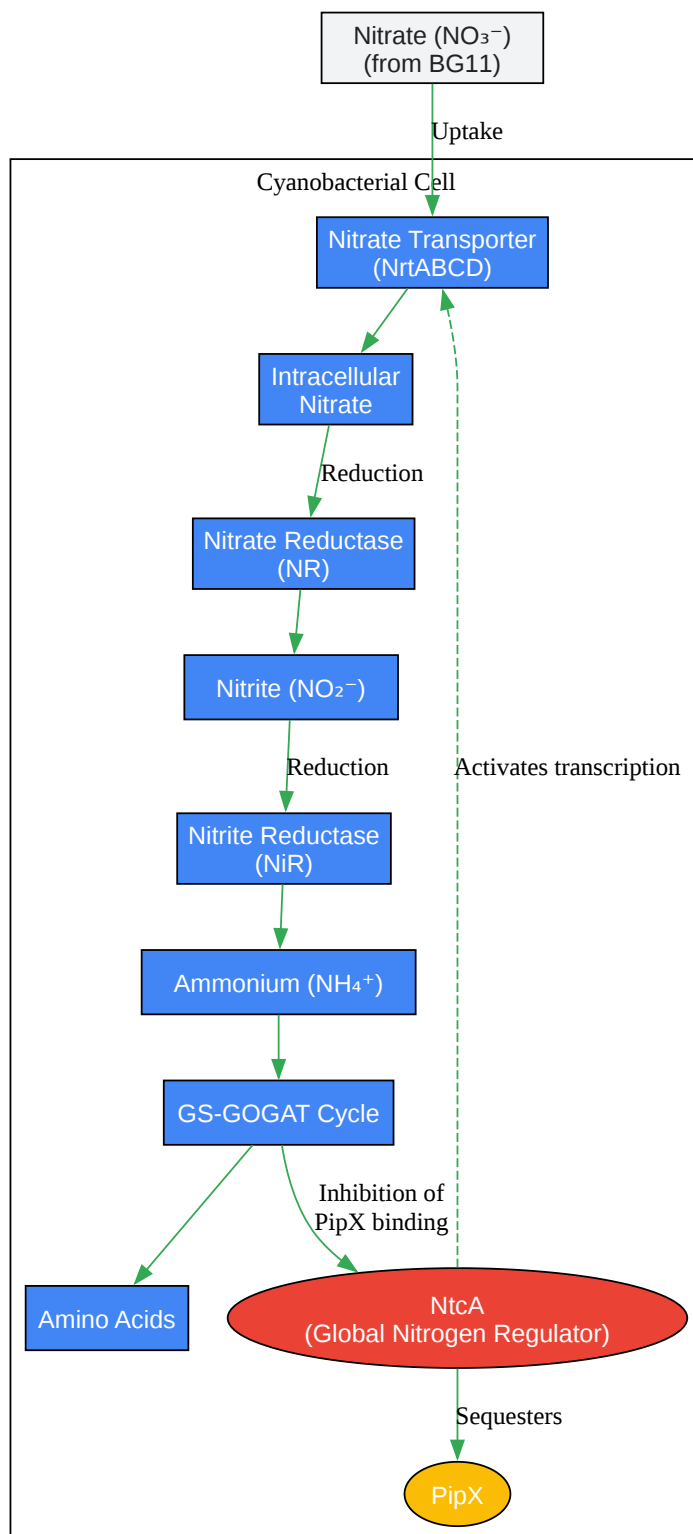 Nitrate (NO₃⁻)
(from BG11)
Uptake
Cyanobacterial Cell
Nitrate Transporter
(NrtABCD)
Intracellular
Nitrate
Reduction
Nitrate Reductase
(NR)
Nitrite (NO₂⁻)
Reduction
Activates transcription
Nitrite Reductase
(NiR)
Ammonium (NH₄⁺)
GS-GOGAT Cycle
Inhibition of
PipX binding
Amino Acids
NtcA
(Global Nitrogen Regulator)
Sequesters
PipX